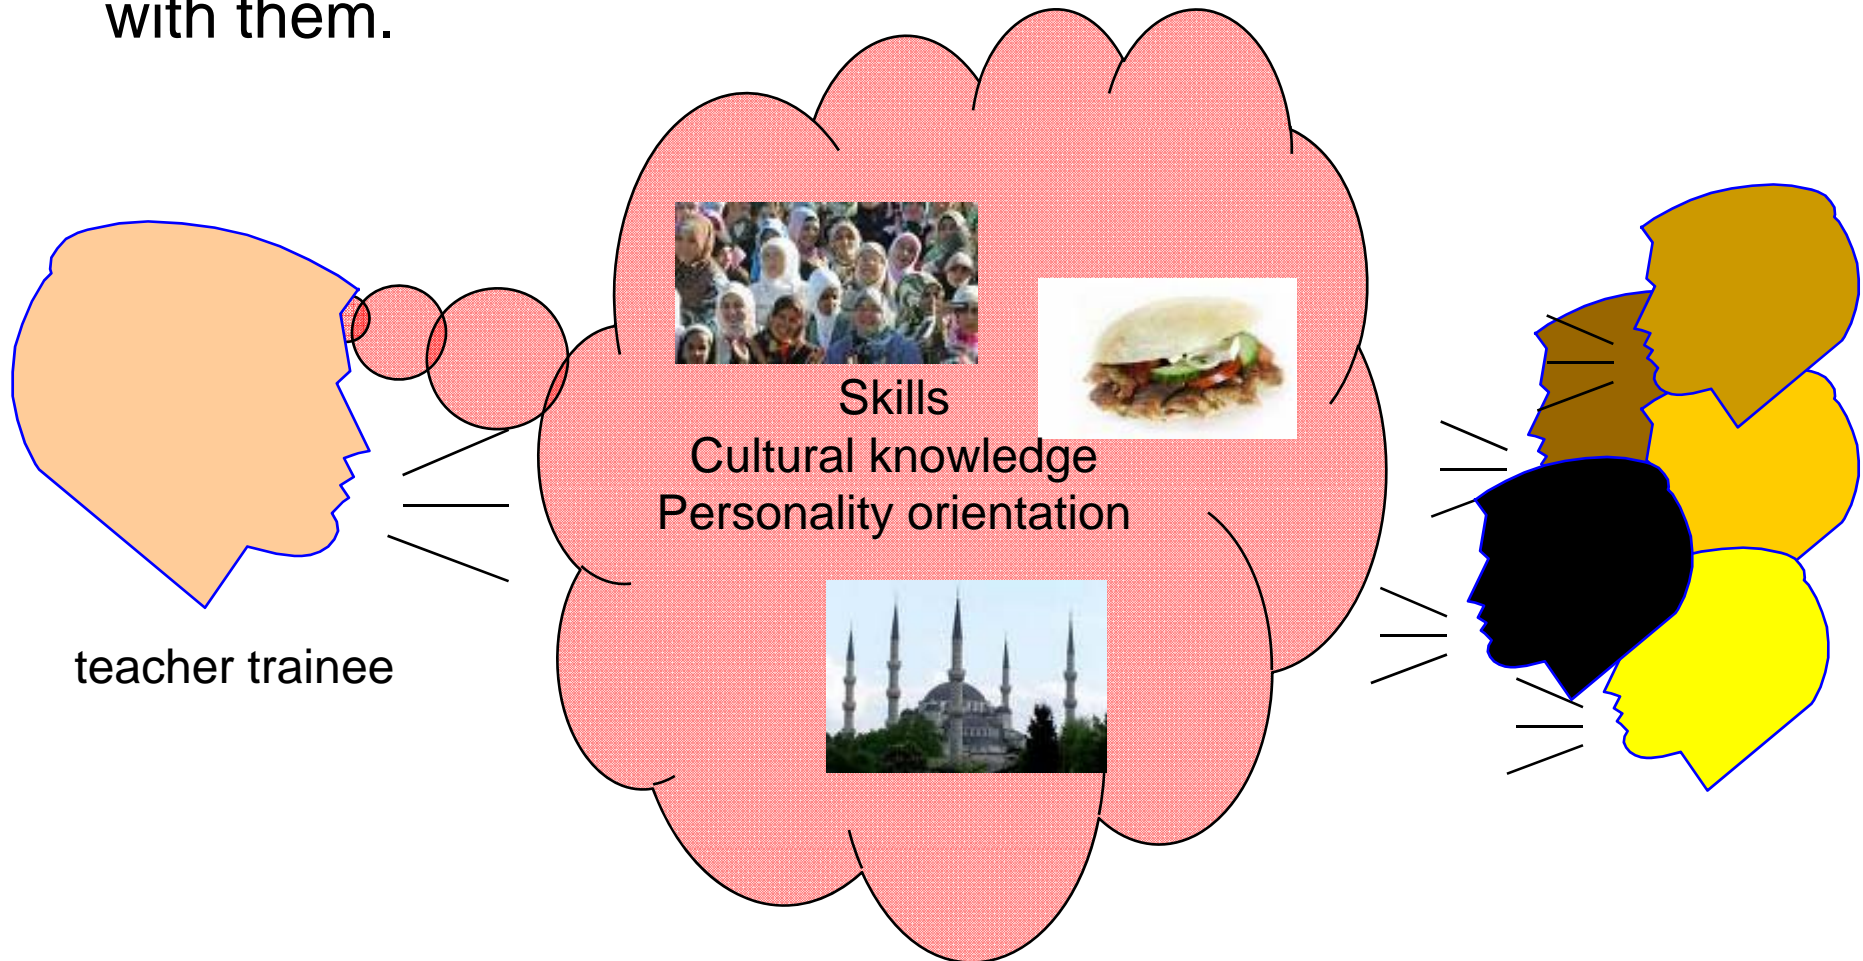 with them.
Skills
Cultural knowledge
Personality orientation
teacher trainee